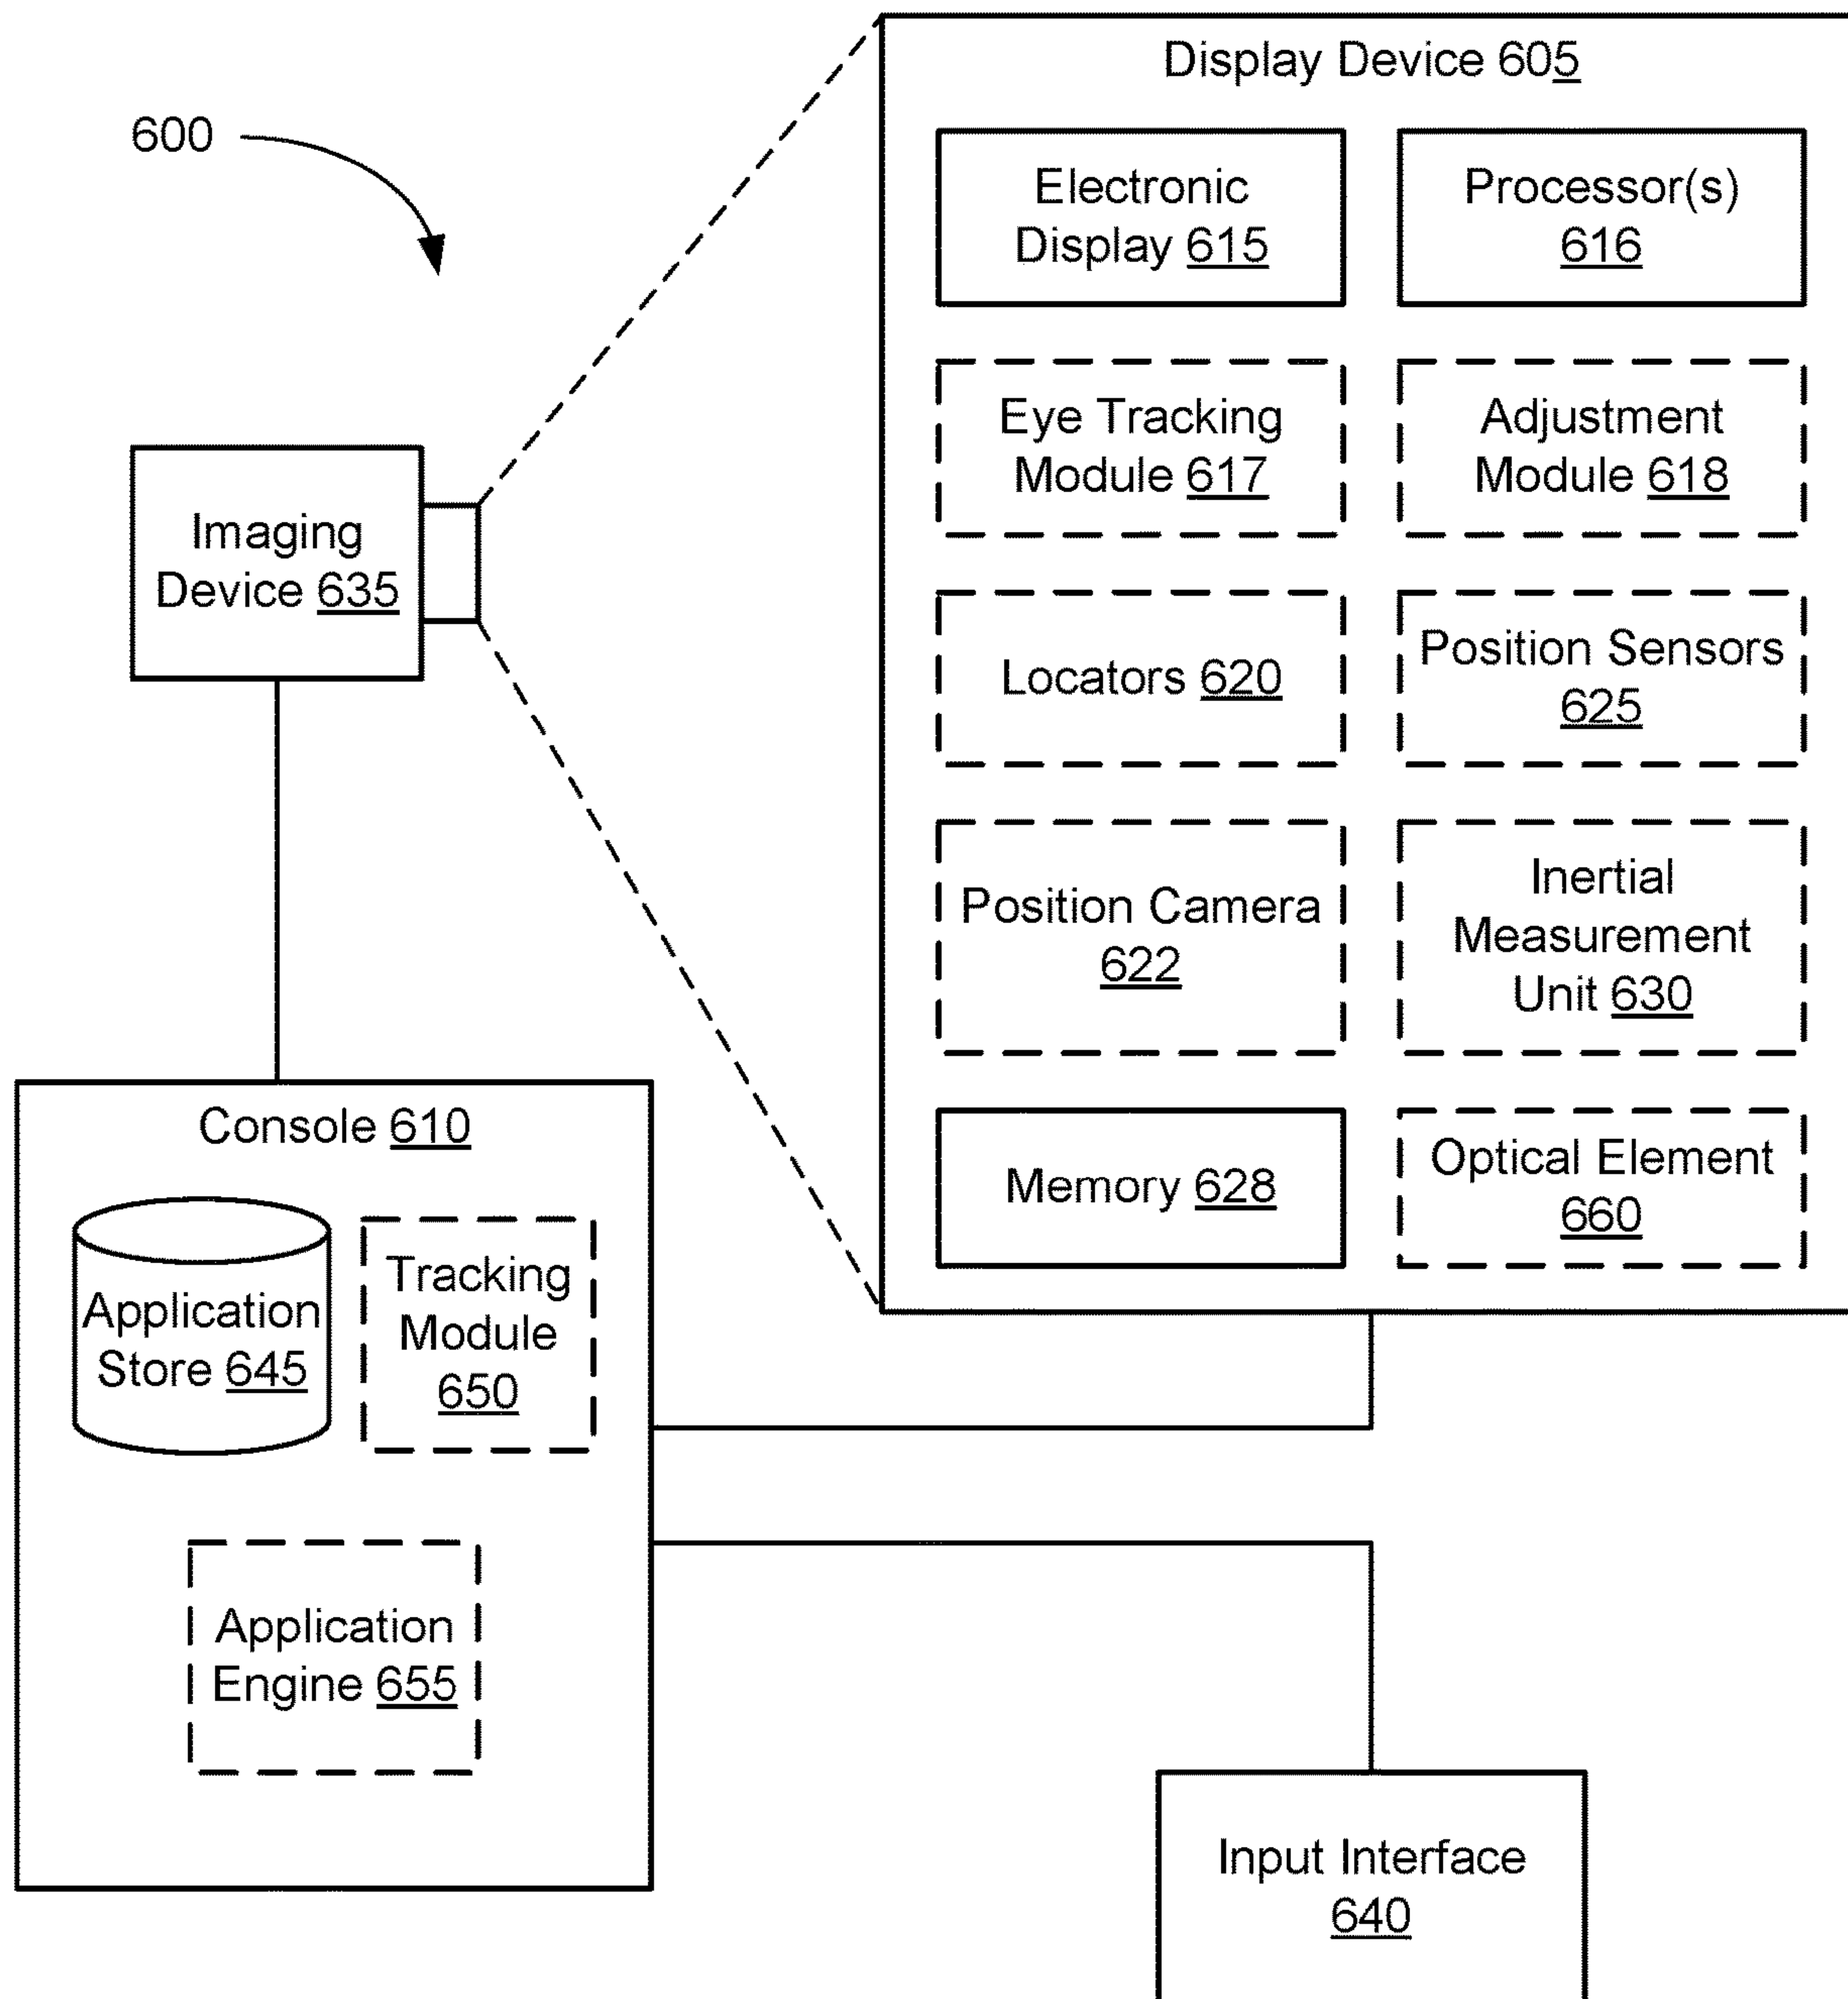 600
Display Device 605
Electronic
Display 615
Processor(s)
616
Eye Tracking
Module 617
Adjustment
Module 618
Imaging
Device 635
Locators 620
Position Sensors
625
Position Camera
622
Inertial
Measurement
Unit 630
Memory 628
Optical Element
660
Console 610
Application
Store 645
Tracking
Module
650
Application
Engine 655
Input Interface
640